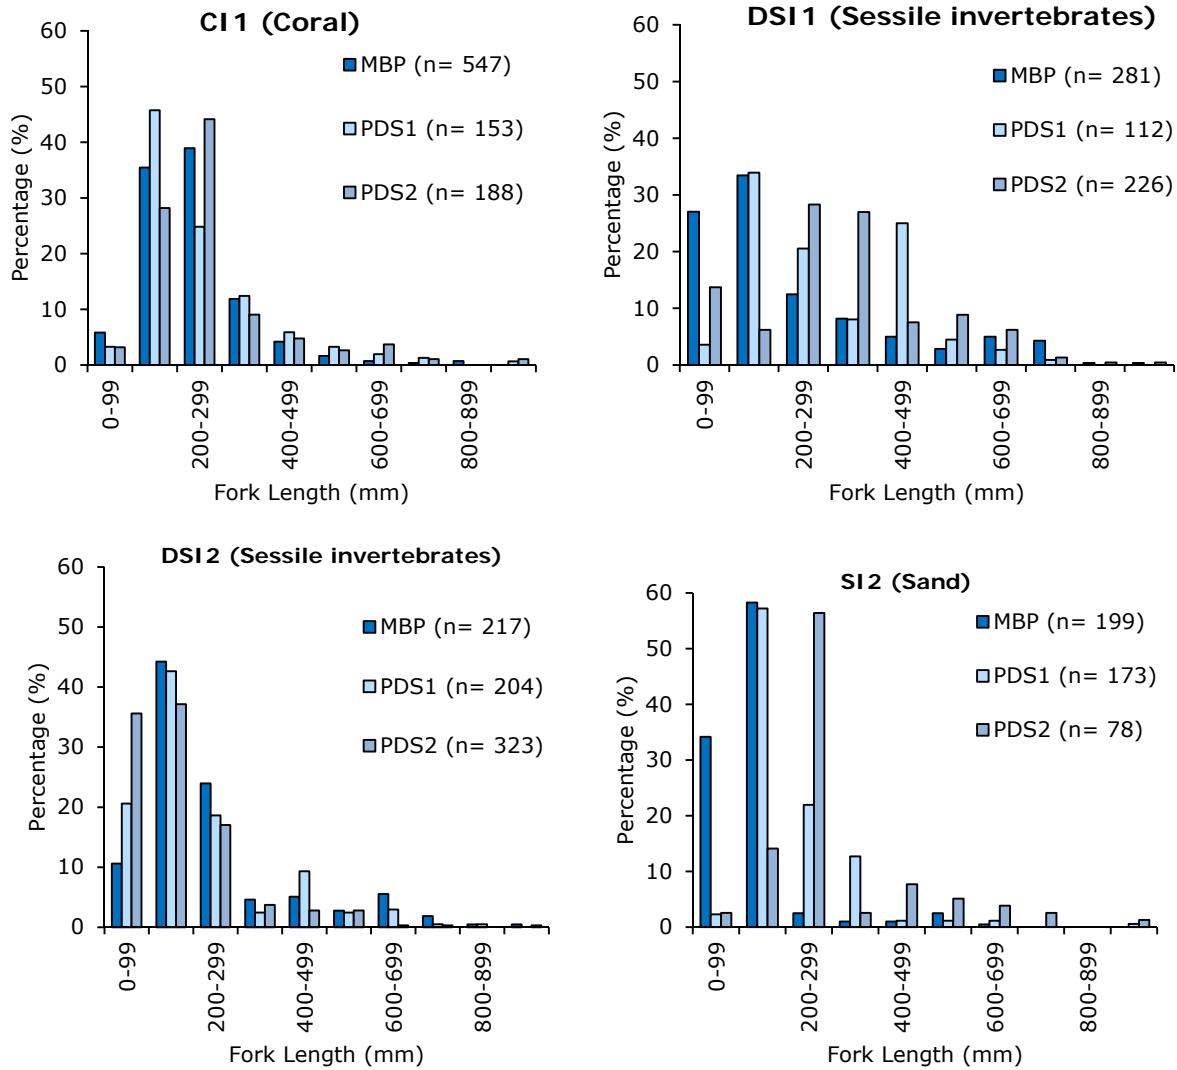 CI1 (Coral)
60
50
40
30
20
10
0
Percentage (%)
MBP (n= 547)
PDS1 (n= 153)
PDS2 (n= 188)
0-99
200-299
400-499
600-699
800-899
Fork Length (mm)
DSI1 (Sessile invertebrates)
60
50
40
30
20
10
0
Percentage (%)
MBP (n= 281)
PDS1 (n= 112)
PDS2 (n= 226)
0-99
200-299
400-499
600-699
800-899
Fork Length (mm)
DSI2 (Sessile invertebrates)
60
50
40
30
20
10
0
Percentage (%)
MBP (n= 217)
PDS1 (n= 204)
PDS2 (n= 323)
0-99
200-299
400-499
600-699
800-899
Fork Length (mm)
SI2 (Sand)
60
50
40
30
20
10
0
Percentage (%)
MBP (n= 199)
PDS1 (n= 173)
PDS2 (n= 78)
0-99
200-299
400-499
600-699
800-899
Fork Length (mm)